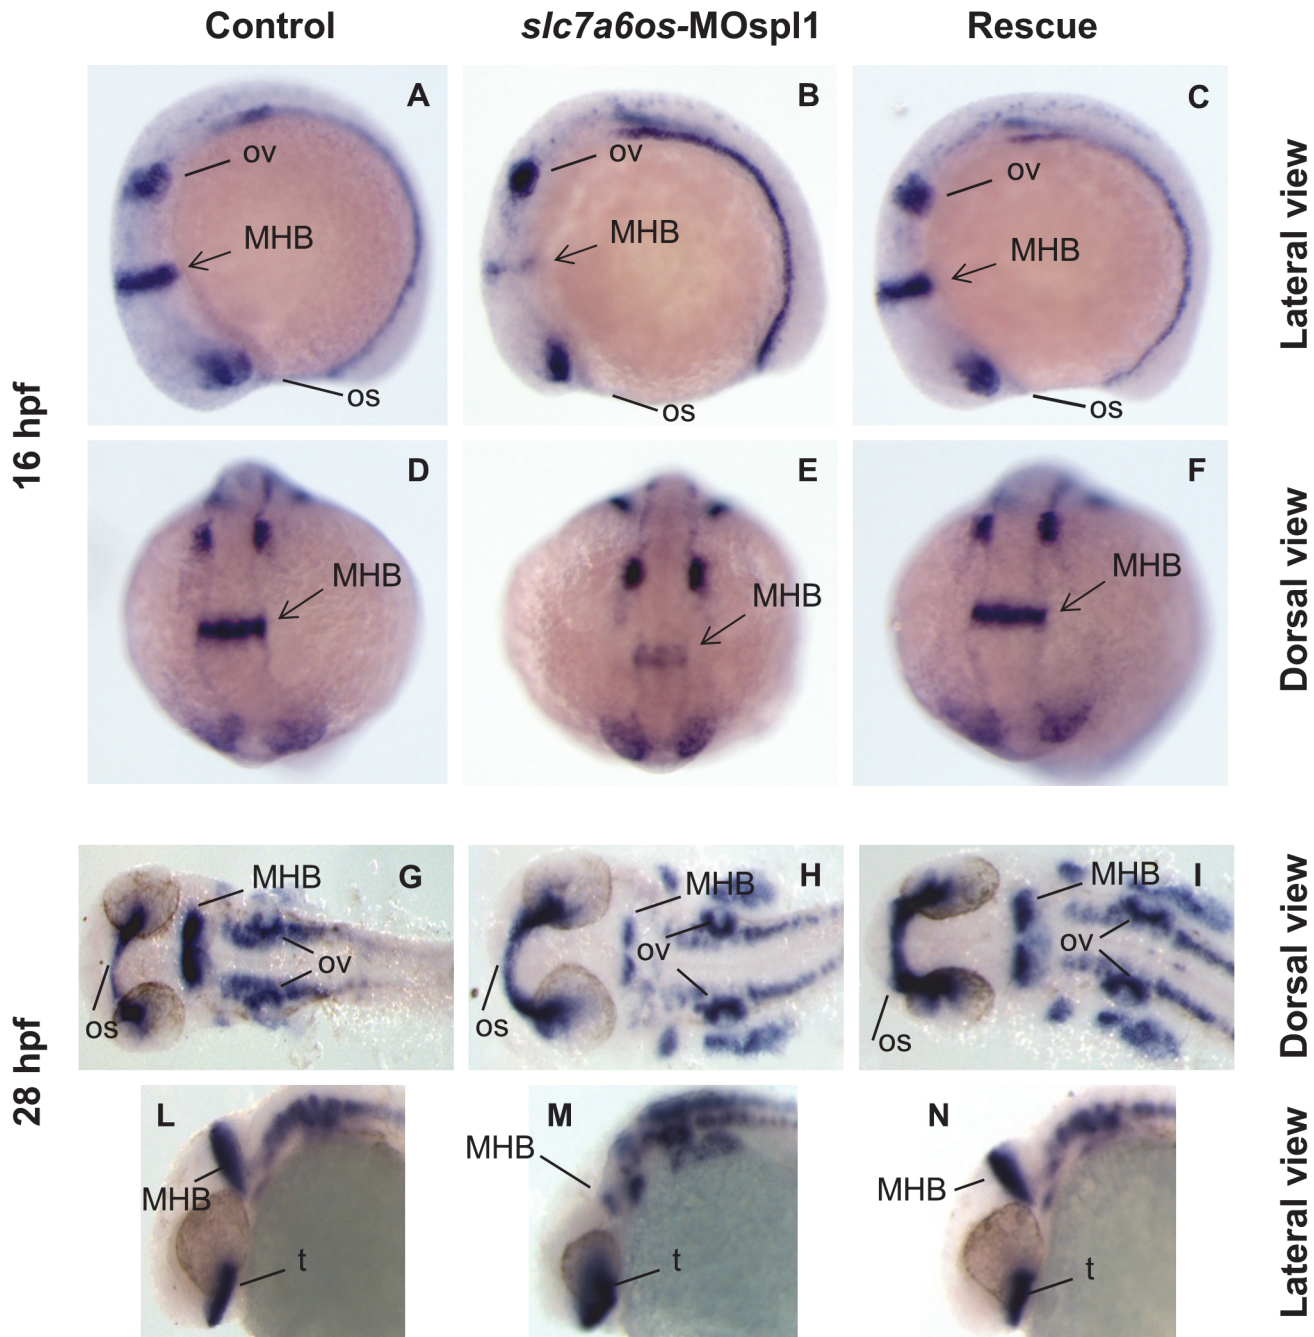 Control
slc7a6os-MOspl1
Rescue
16 hpf
Lateral view
A
ov
MHB
os
B
ov
MHB
os
C
ov
MHB
os
Dorsal view
D
MHB
E
MHB
F
MHB
28 hpf
Dorsal view
G
MHB
ov
os
H
MHB
ov
os
I
MHB
ov
os
Lateral view
L
MHB
t
M
MHB
t
N
MHB
t